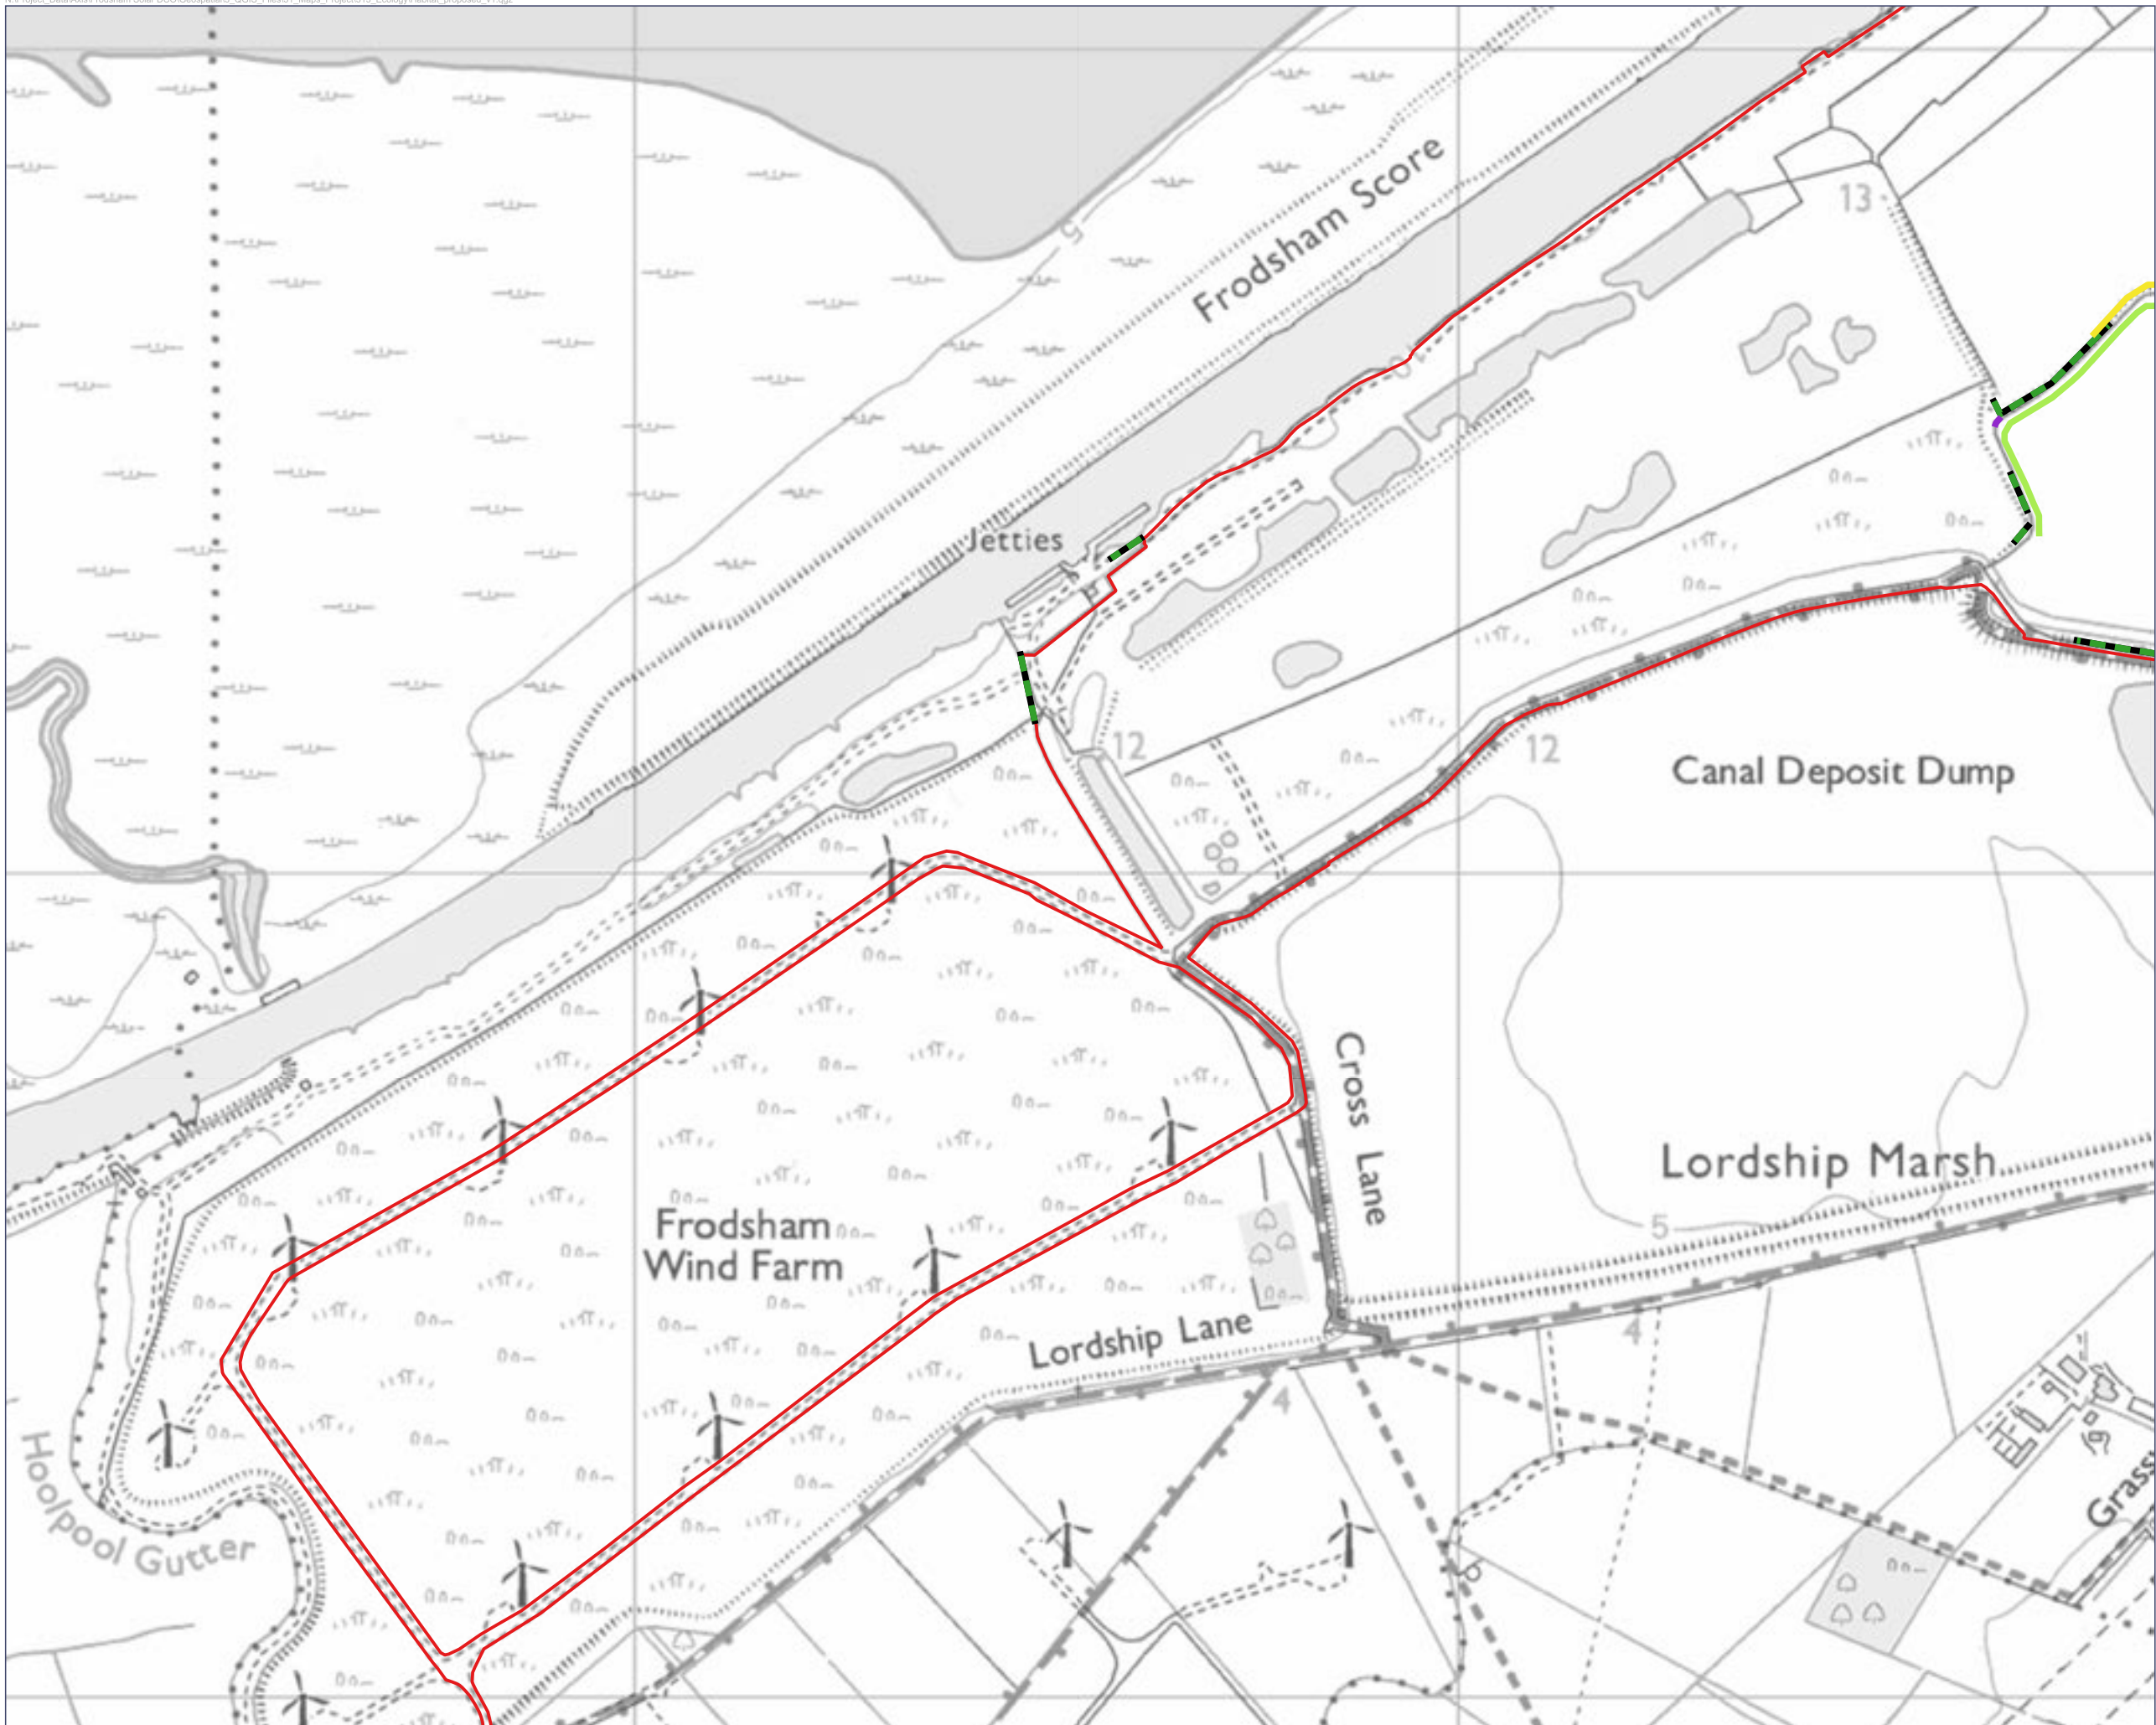 Frodsham Score
5
13
Jetties
10
12
12
Canal Deposit Dump
Cross Lane
Lordship Marsh
5
Frodsham
Wind Farm
Lordship Lane
4
4
Hoolpool Gutter